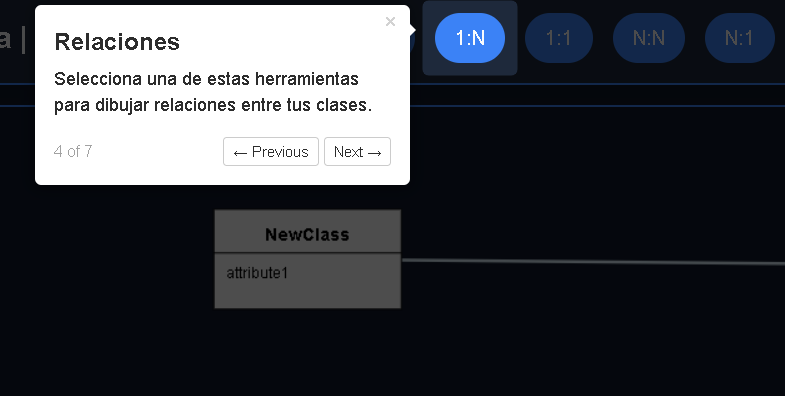 a |
1:N
1:1
N:N
N:1
×
Relaciones
Selecciona una de estas herramientas
para dibujar relaciones entre tus clases.
4 of 7
← Previous
Next →
NewClass
attribute1